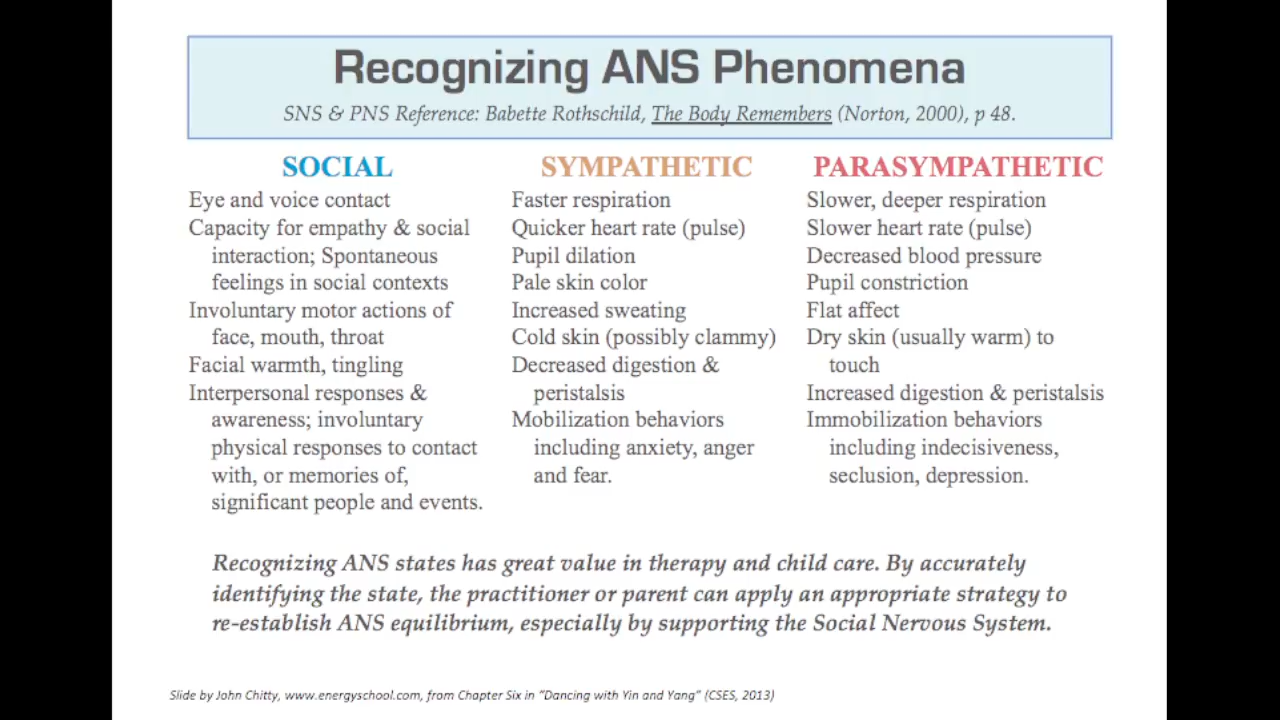 Recognizing ANS Phenomena
SNS & PNS Reference: Babette Rothschild, The Body Remembers (Norton, 2000), p 48.
SOCIAL
Eye and voice contact
Capacity for empathy & social
interaction; Spontaneous
feelings in social contexts
Involuntary motor actions of
face, mouth, throat
Facial warmth, tingling
Interpersonal responses &
awareness; involuntary
physical responses to contact
with, or memories of,
significant people and events.
SYMPATHETIC
Faster respiration
Quicker heart rate (pulse)
Pupil dilation
Pale skin color
Increased sweating
Cold skin (possibly clammy)
Decreased digestion &
peristalsis
Mobilization behaviors
including anxiety, anger
and fear.
PARASYMPATHETIC
Slower, deeper respiration
Slower heart rate (pulse)
Decreased blood pressure
Pupil constriction
Flat affect
Dry skin (usually warm) to
touch
Increased digestion & peristalsis
Immobilization behaviors
including indecisiveness,
seclusion, depression.
Recognizing ANS states has great value in therapy and child care. By accurately
identifying the state, the practitioner or parent can apply an appropriate strategy to
re-establish ANS equilibrium, especially by supporting the Social Nervous System.
Slide by John Chitty, www.energyschool.com, from Chapter Six in "Dancing with Yin and Yang" (CSES, 2013)